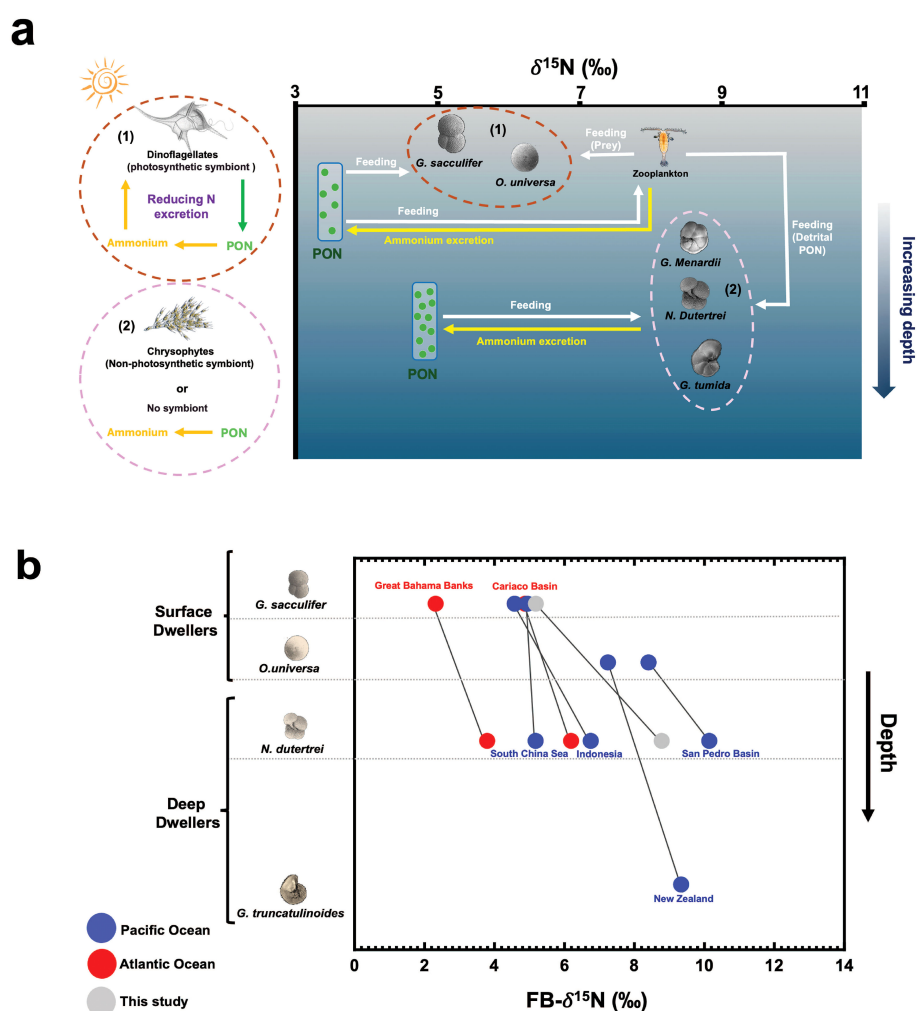 a
δ15N (‰)
3 5 7 9 11
(1)
Dinoflagellates
(photosynthetic symbiont )
Reducing N
excretion
Ammonium
PON
(2)
Chrysophytes
(Non-photosynthetic symbiont)
or
No symbiont
Ammonium
PON
Feeding
G. sacculifer
(1)
O. universa
Feeding
(Prey)
Zooplankton
Feeding
Ammonium excretion
PON
Feeding
(Detrital
PON)
G. Menardii
(2)
N. Dutertrei
G. tumida
Feeding
Ammonium excretion
PON
Increasing depth
b
Surface
Dwellers
G. sacculifer
O.universa
Deep
Dwellers
N. dutertrei
G. truncatulinoides
Great Bahama Banks
Cariaco Basin
South China Sea
Indonesia
San Pedro Basin
New Zealand
Depth
Pacific Ocean
Atlantic Ocean
This study
0 2 4 6 8 10 12 14
FB-δ15N (‰)